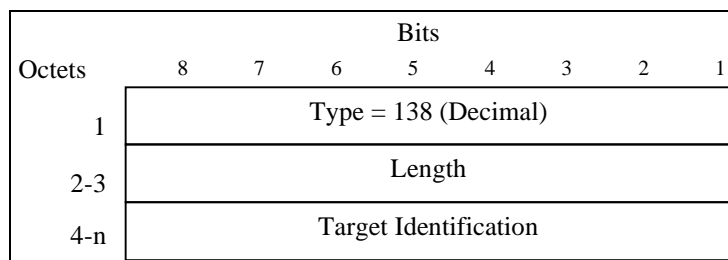 Bits
Octets 8 7 6 5 4 3 2 1
1 Type = 138 (Decimal)
2-3 Length
4-n Target Identification